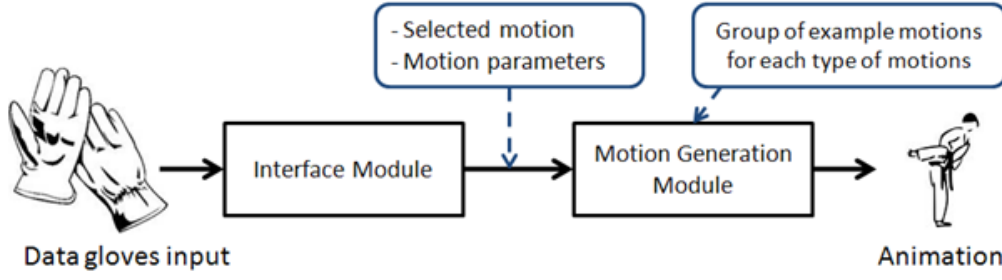 - Selected motion
- Motion parameters
Group of example motions
for each type of motions
Interface Module
Motion Generation
Module
Data gloves input
Animation